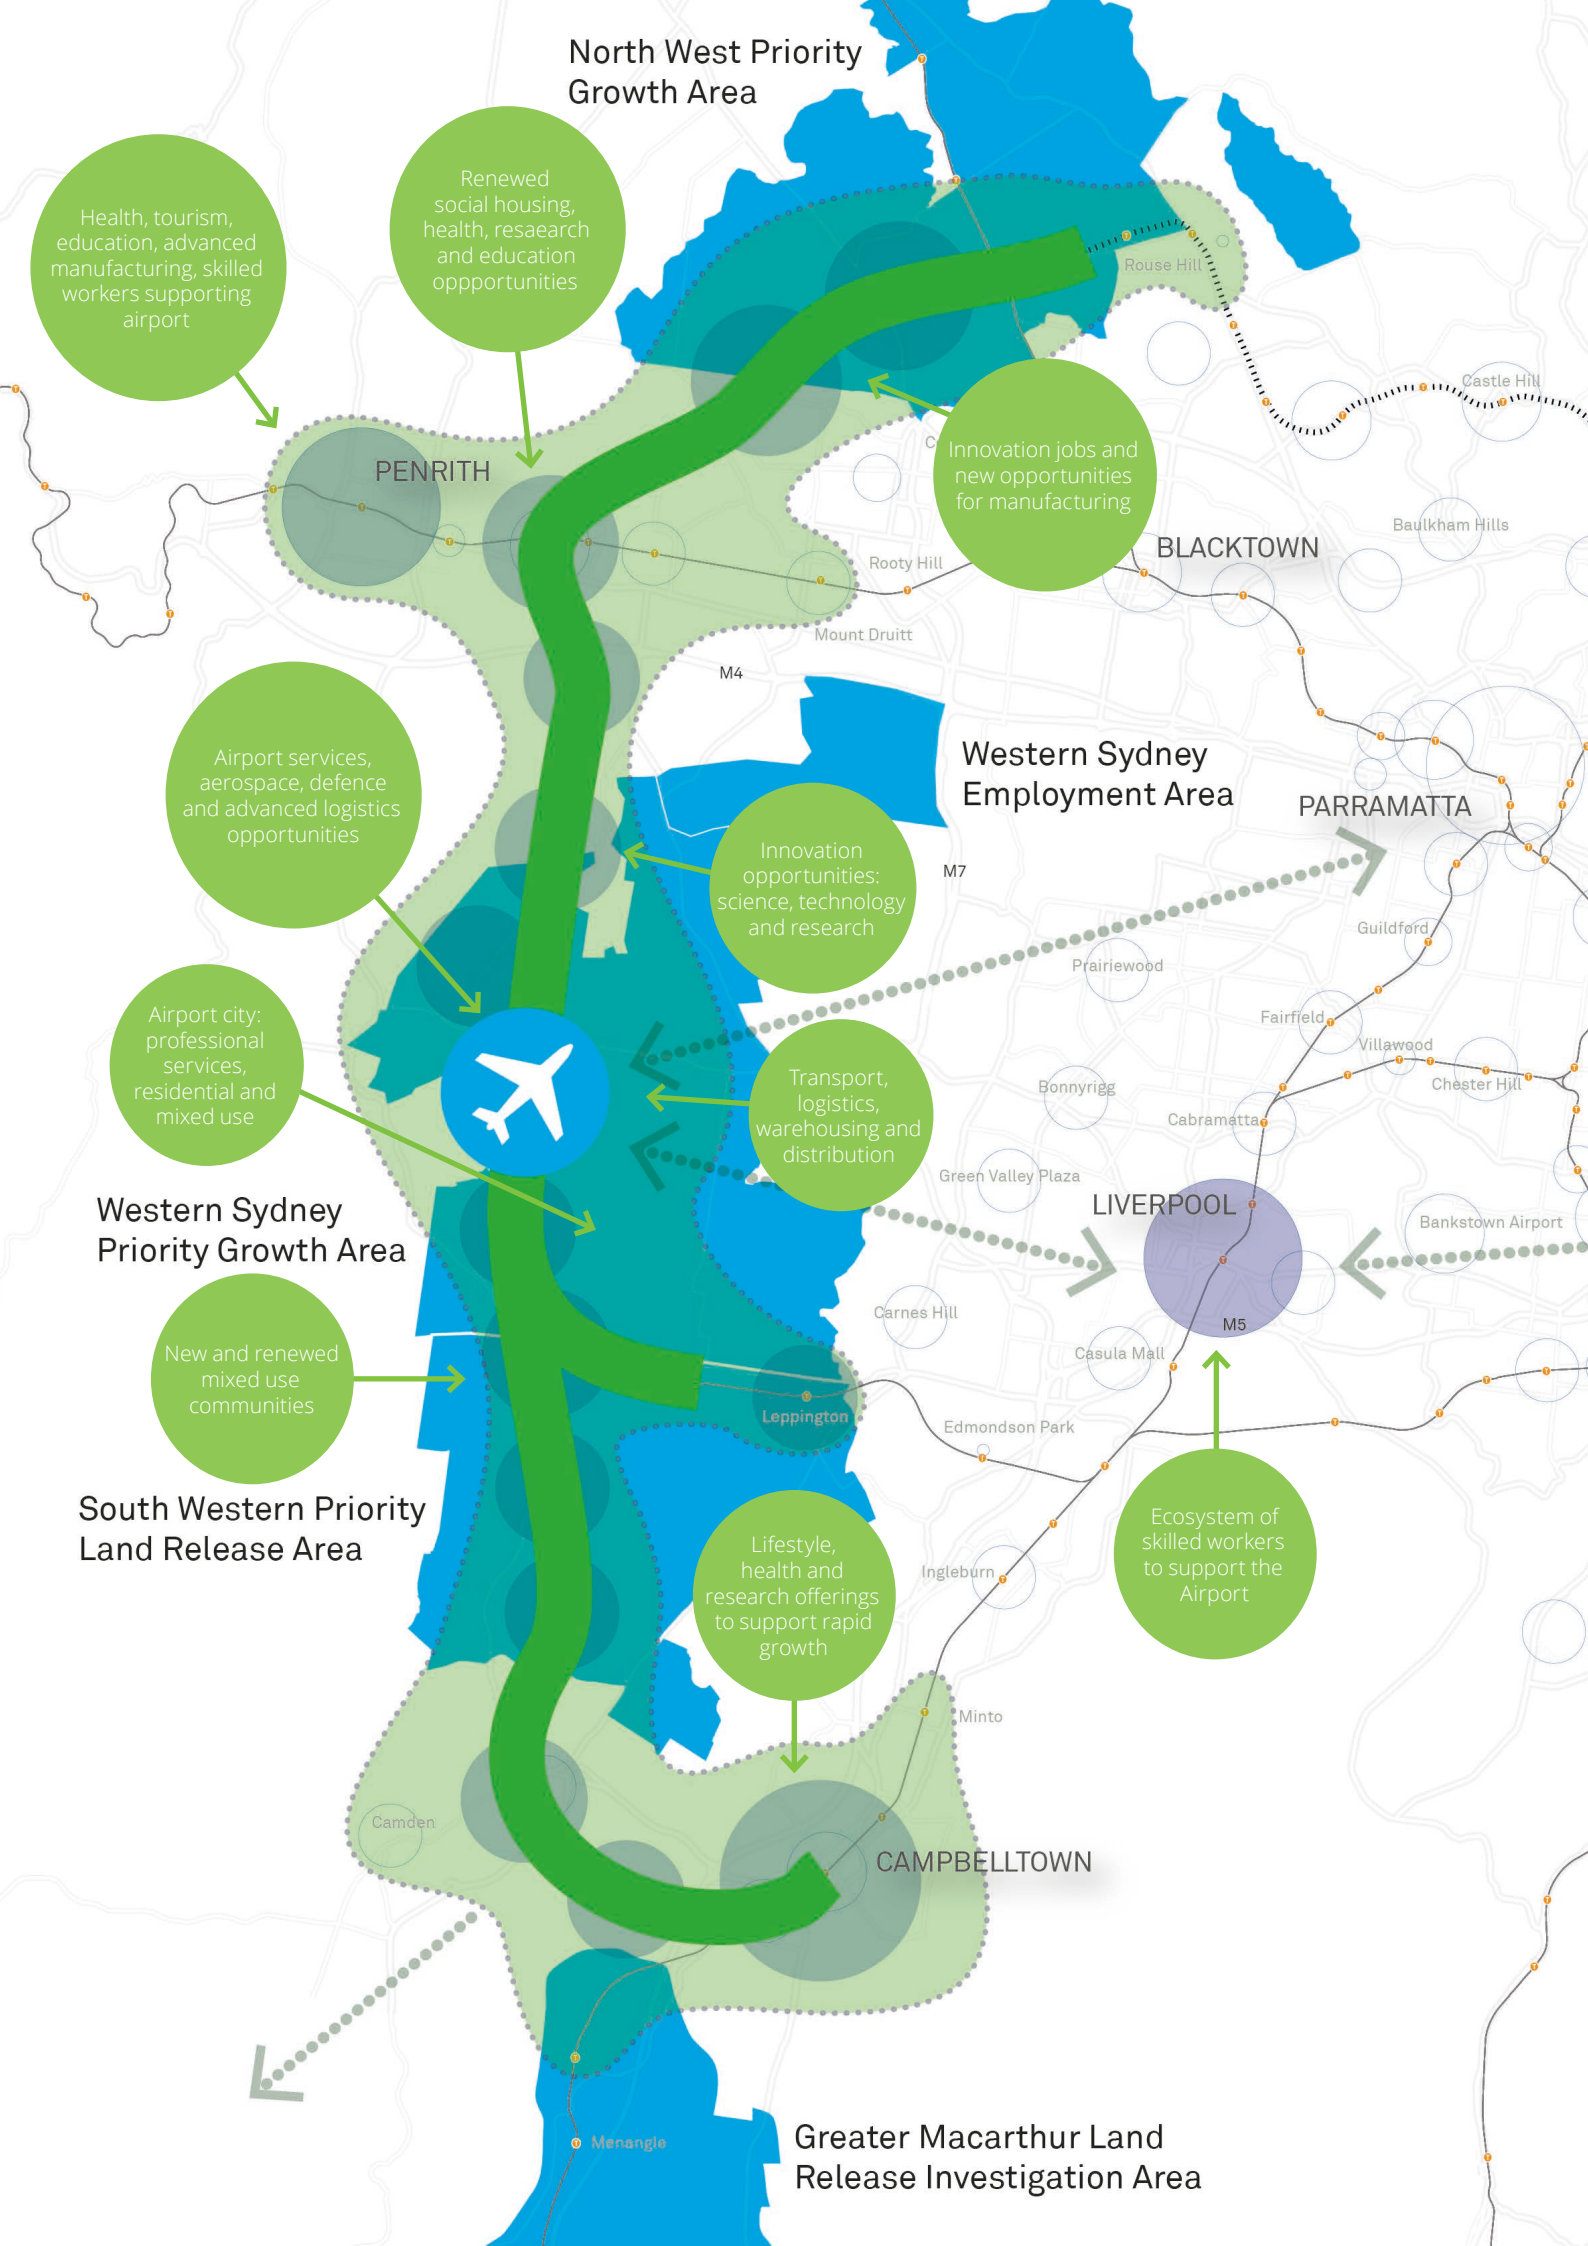 North West Priority
Growth Area
Health, tourism,
education, advanced
manufacturing, skilled
workers supporting
airport
Renewed
social housing,
health, resaearch
and education
oppportunities
Rouse Hill
Castle Hill
PENRITH
Innovation jobs and
new opportunities
for manufacturing
Baulkham Hills
BLACKTOWN
Rooty Hill
Mount Druitt
M4
Western Sydney
Employment Area
PARRAMATTA
Airport services,
aerospace, defence
and advanced logistics
opportunities
Innovation
opportunities:
science, technology
and research
M7
Guildford
Prairiewood
Airport city:
professional
services,
residential and
mixed use
Fairfield
Villawood
Transport,
logistics,
warehousing and
distribution
Bonnyrigg
Chester Hill
Cabramatta
Green Valley Plaza
LIVERPOOL
Bankstown Airport
Western Sydney
Priority Growth Area
Carnes Hill
M5
New and renewed
mixed use
communities
Casula Mall
Leppington
Edmondson Park
South Western Priority
Land Release Area
Lifestyle,
health and
research offerings
to support rapid
growth
Ingleburn
Ecosystem of
skilled workers
to support the
Airport
Minto
Camden
CAMPBELLTOWN
Menangle
Greater Macarthur Land
Release Investigation Area